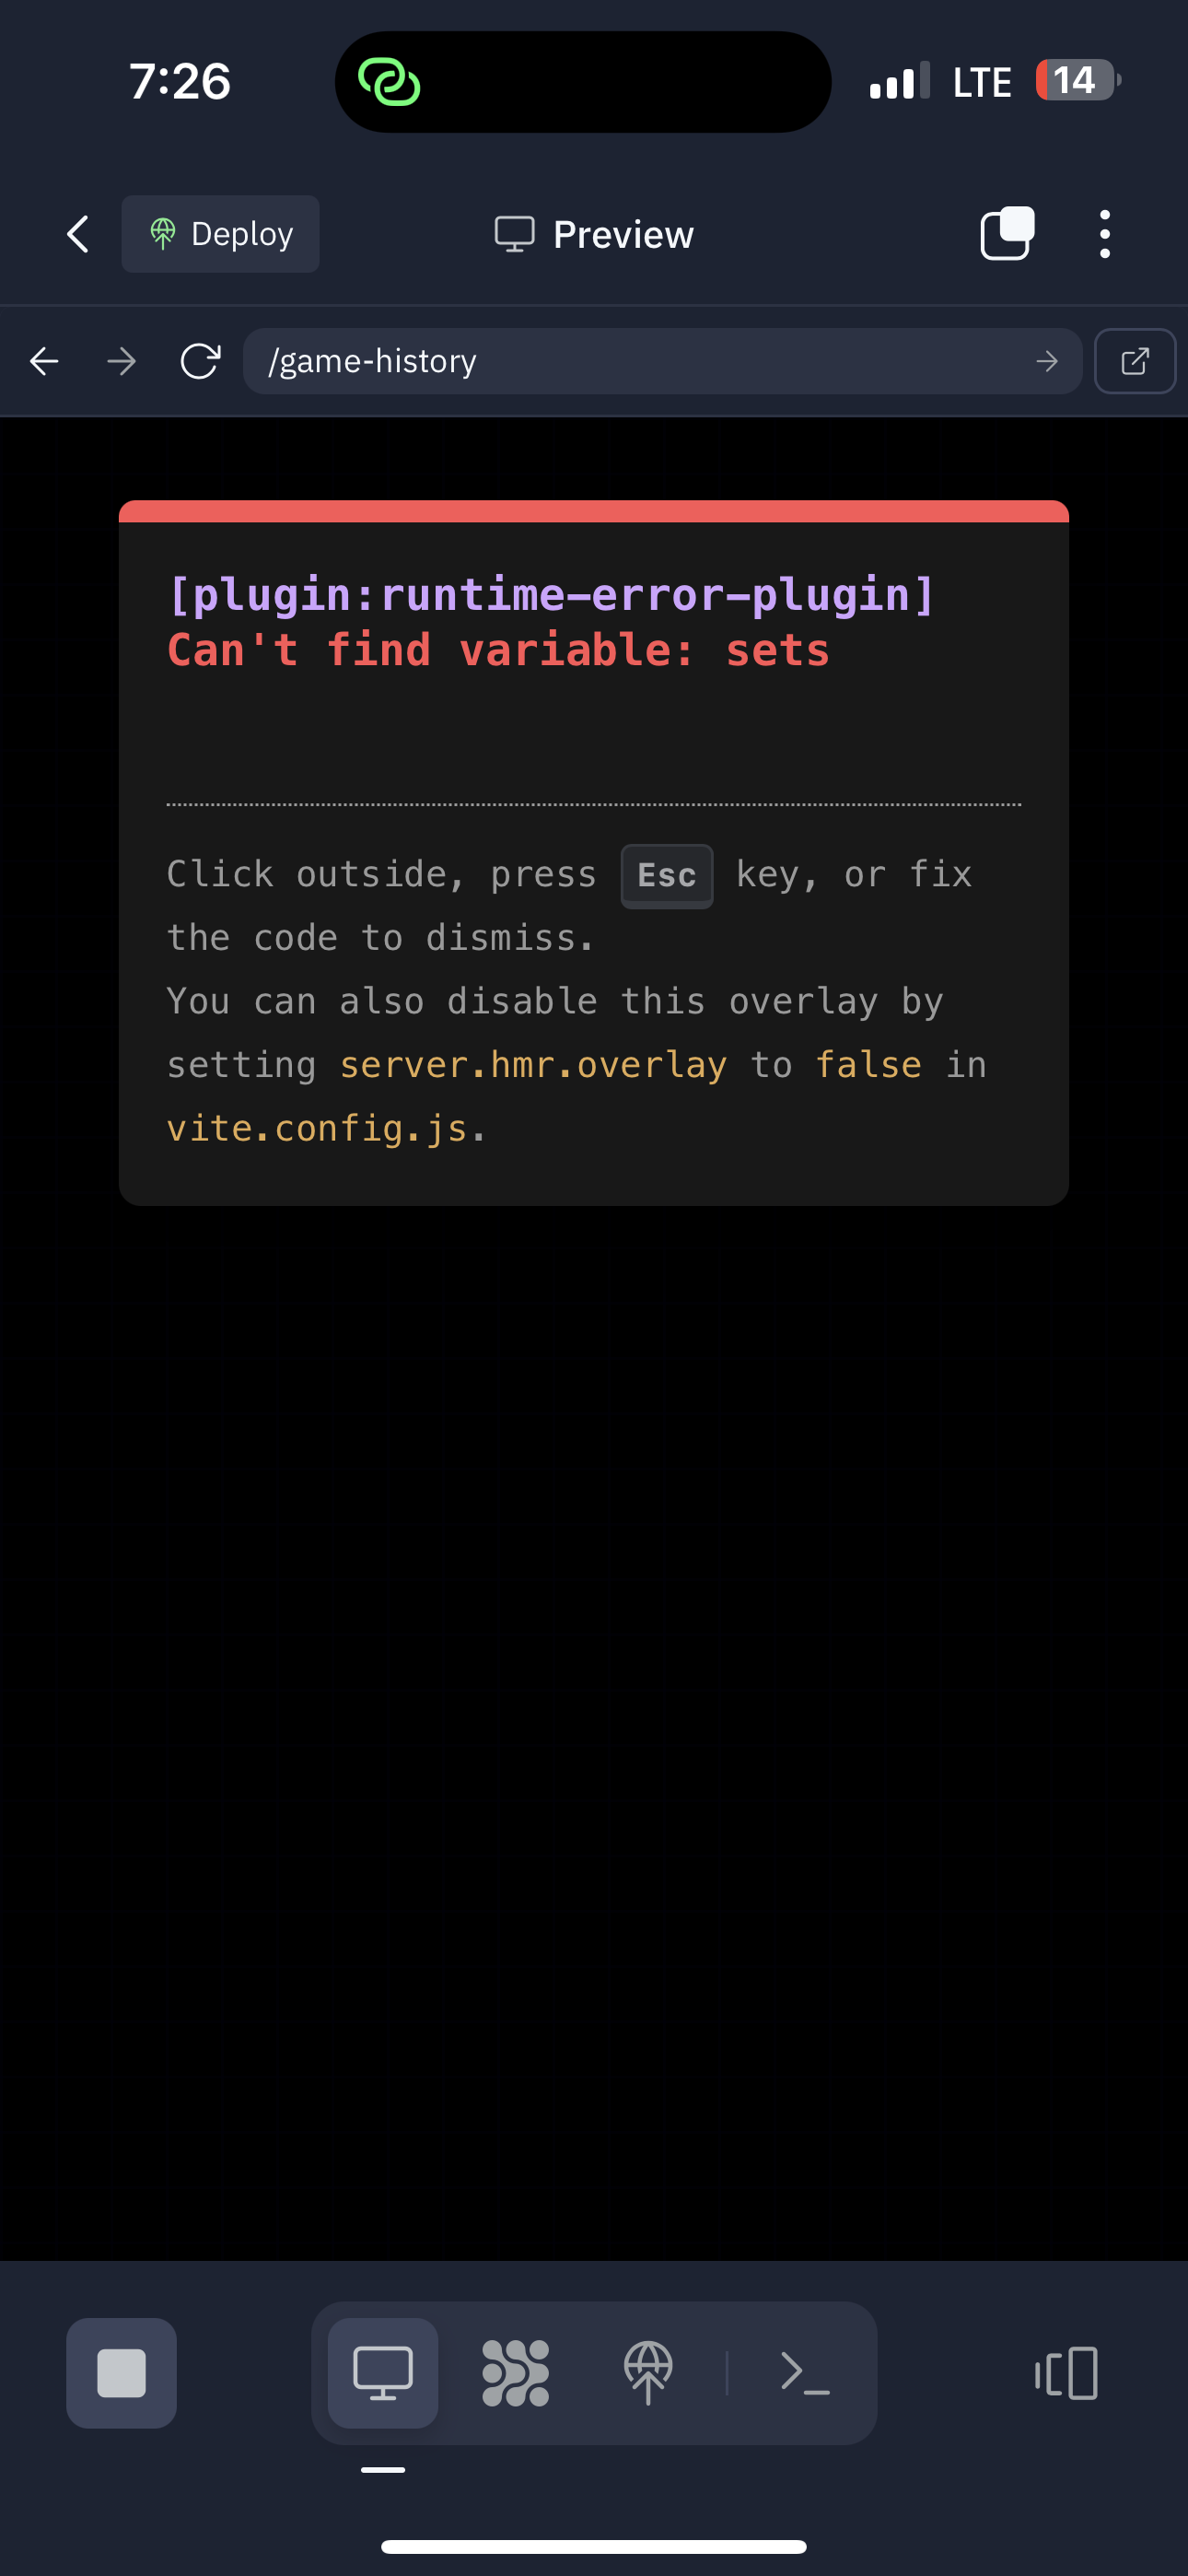 7:26
LTE
14
Deploy
Preview
/game-history
[plugin:runtime-error-plugin]
Can't find variable: sets
Click outside, press Esc key, or fix
the code to dismiss.
You can also disable this overlay by
setting server.hmr.overlay to false in
vite.config.js.